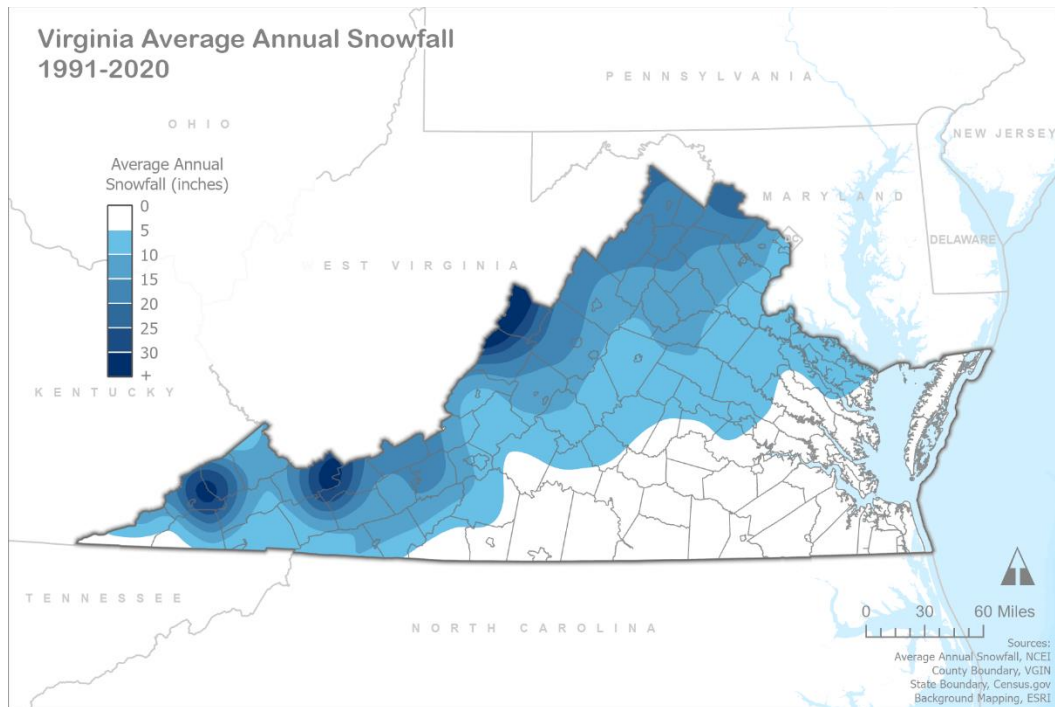 Virginia Average Annual Snowfall
1991-2020
PENNSYLVANIA
OHIO
NEW JERSEY
Average Annual
Snowfall (inches)
0
5
10
15
20
25
30
+
MARYLAND
DC
DELAWARE
WEST VIRGINIA
KENTUCKY
TENNESSEE
NORTH CAROLINA
0 30 60 Miles
Sources:
Average Annual Snowfall, NCEI
County Boundary, VGIN
State Boundary, Census.gov
Background Mapping, ESRI